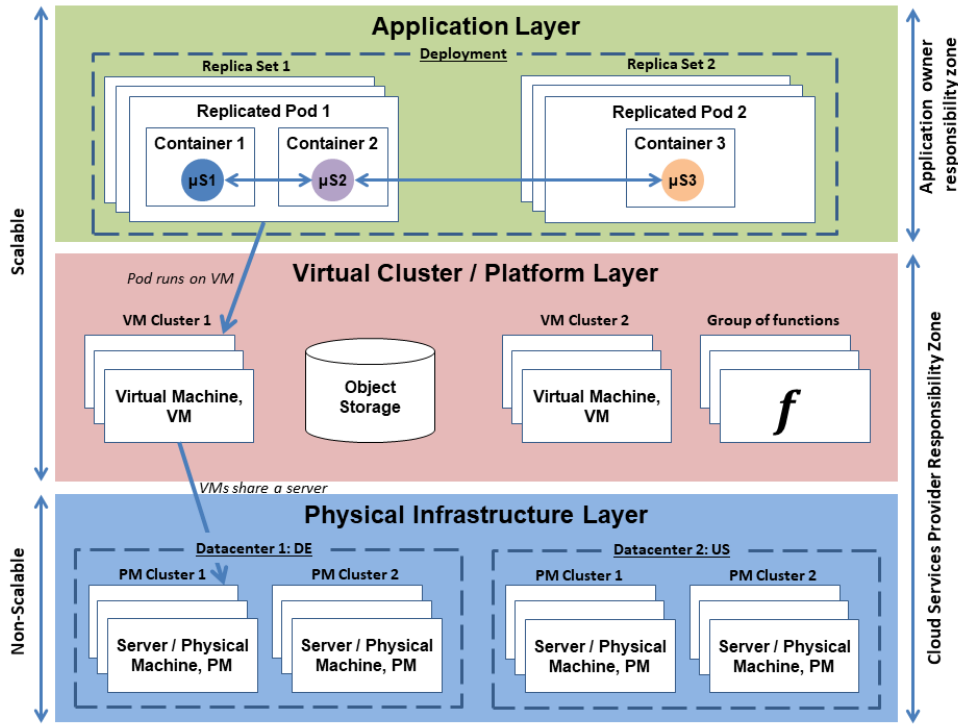 Application Layer
Deployment
Replica Set 1
Replica Set 2
Replicated Pod 1
Replicated Pod 2
Container 1
Container 2
Container 3
µS1
µS2
µS3
Pod runs on VM
Virtual Cluster / Platform Layer
VM Cluster 1
VM Cluster 2
Group of functions
Virtual Machine,
VM
Object
Storage
Virtual Machine,
VM
f
VMs share a server
Physical Infrastructure Layer
Datacenter 1: DE
Datacenter 2: US
PM Cluster 1
PM Cluster 2
PM Cluster 1
PM Cluster 2
Server / Physical
Machine, PM
Server / Physical
Machine, PM
Server / Physical
Machine, PM
Server / Physical
Machine, PM
Scalable
Non-Scalable
Application owner
responsibility zone
Cloud Services Provider Responsibility Zone